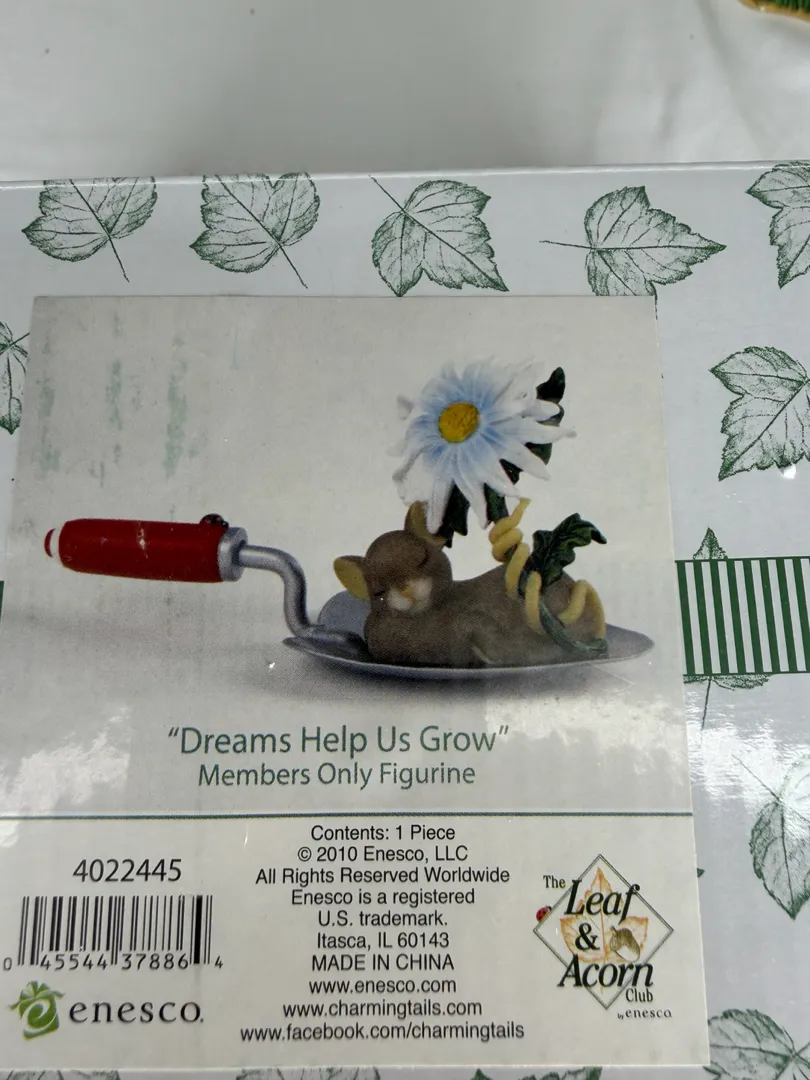 “Dreams Help Us Grow”
Members Only Figurine
4022445
0 45544 37886 4
enesco.
Contents: 1 Piece
© 2010 Enesco, LLC
All Rights Reserved Worldwide
Enesco is a registered
U.S. trademark.
Itasca, IL 60143
MADE IN CHINA
www.enesco.com
www.charmingtails.com
www.facebook.com/charmingtails
The
Leaf
&
Acorn
Club
by enesco